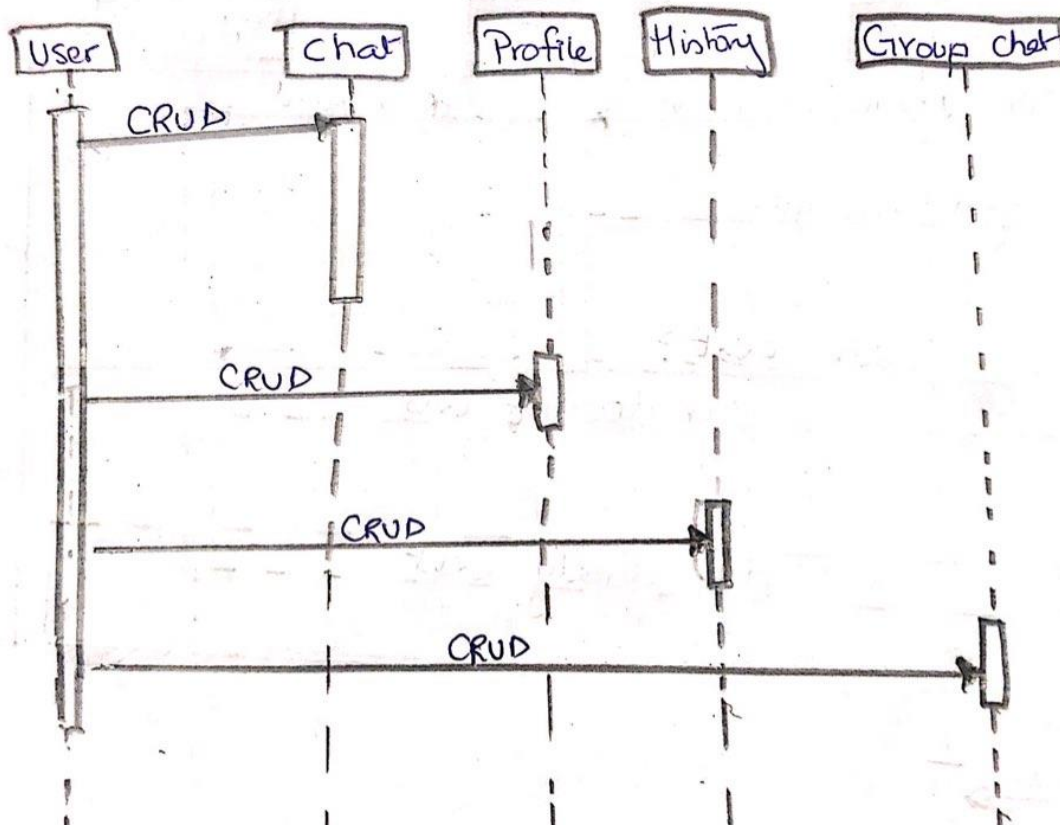 User
Chat
Profile
History
Group chat
CRUD
CRUD
CRUD
CRUD